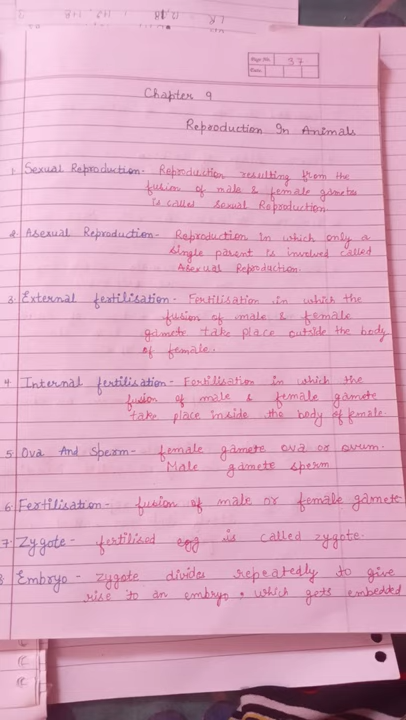 Page No. 37
Date
Chapter 9
Reproduction In Animals
1. Sexual Reproduction- Reproduction resulting from the
fusion of male & female gametes
is called Sexual Reproduction.
2. Asexual Reproduction- Reproduction in which only a
single parent is involved called
Asexual Reproduction.
3. External fertilisation- Fertilisation in which the
fusion of male & female
gamete take place outside the body
of female.
4. Internal fertilisation- Fertilisation in which the
fusion of male & female gamete
take place inside the body of female
5. Ova And Sperm- female gamete ova or ovum.
Male gamete sperm
6. Fertilisation- fusion of male or female gamete
7. Zygote- fertilised egg is called zygote.
8. Embryo- zygote divides repeatedly to give
rise to an embryo, which gets embedded